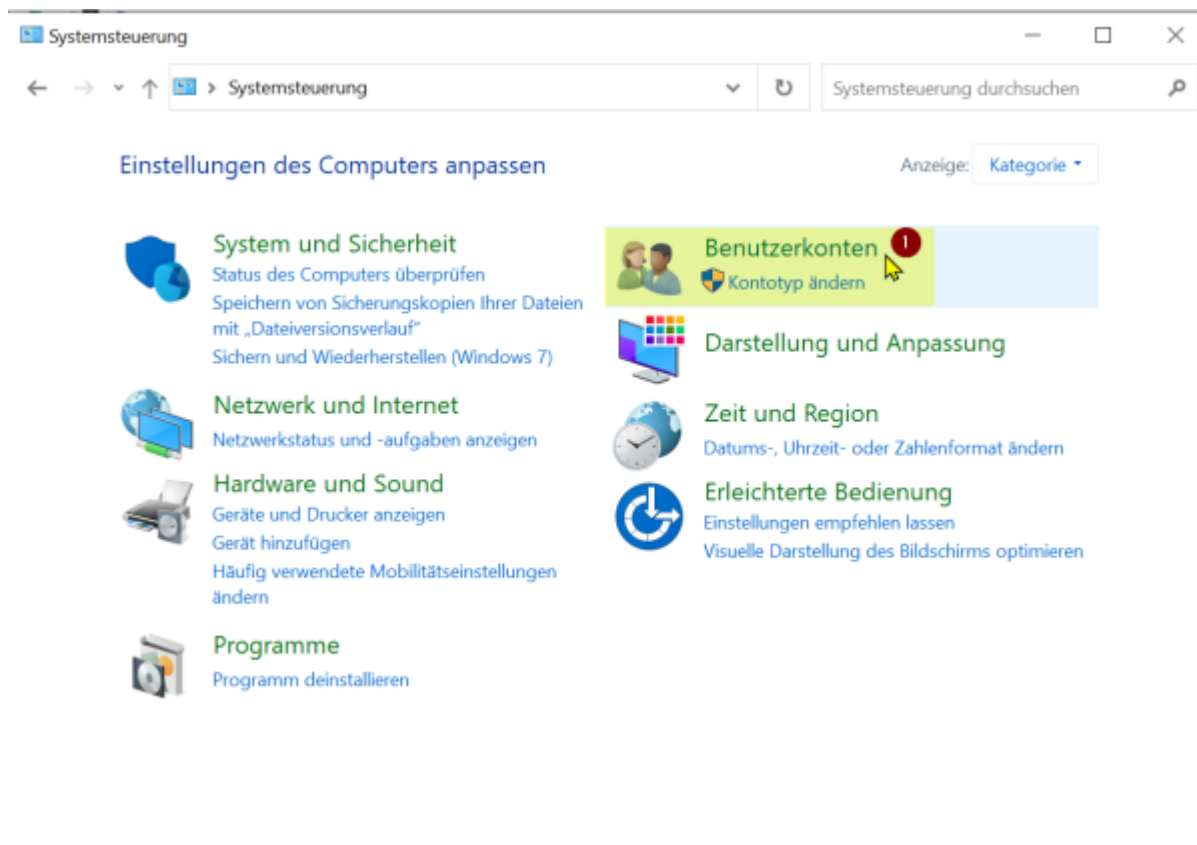 Systemsteuerung
Systemsteuerung
Systemsteuerung durchsuchen
Einstellungen des Computers anpassen
Anzeige: Kategorie
System und Sicherheit
Status des Computers überprüfen
Speichern von Sicherungskopien Ihrer Dateien
mit „Dateiversionsverlauf“
Sichern und Wiederherstellen (Windows 7)
Netzwerk und Internet
Netzwerkstatus und -aufgaben anzeigen
Hardware und Sound
Geräte und Drucker anzeigen
Gerät hinzufügen
Häufig verwendete Mobilitätseinstellungen
ändern
Programme
Programm deinstallieren
Benutzerkonten 1
Kontotyp ändern
Darstellung und Anpassung
Zeit und Region
Datums-, Uhrzeit- oder Zahlenformat ändern
Erleichterte Bedienung
Einstellungen empfehlen lassen
Visuelle Darstellung des Bildschirms optimieren